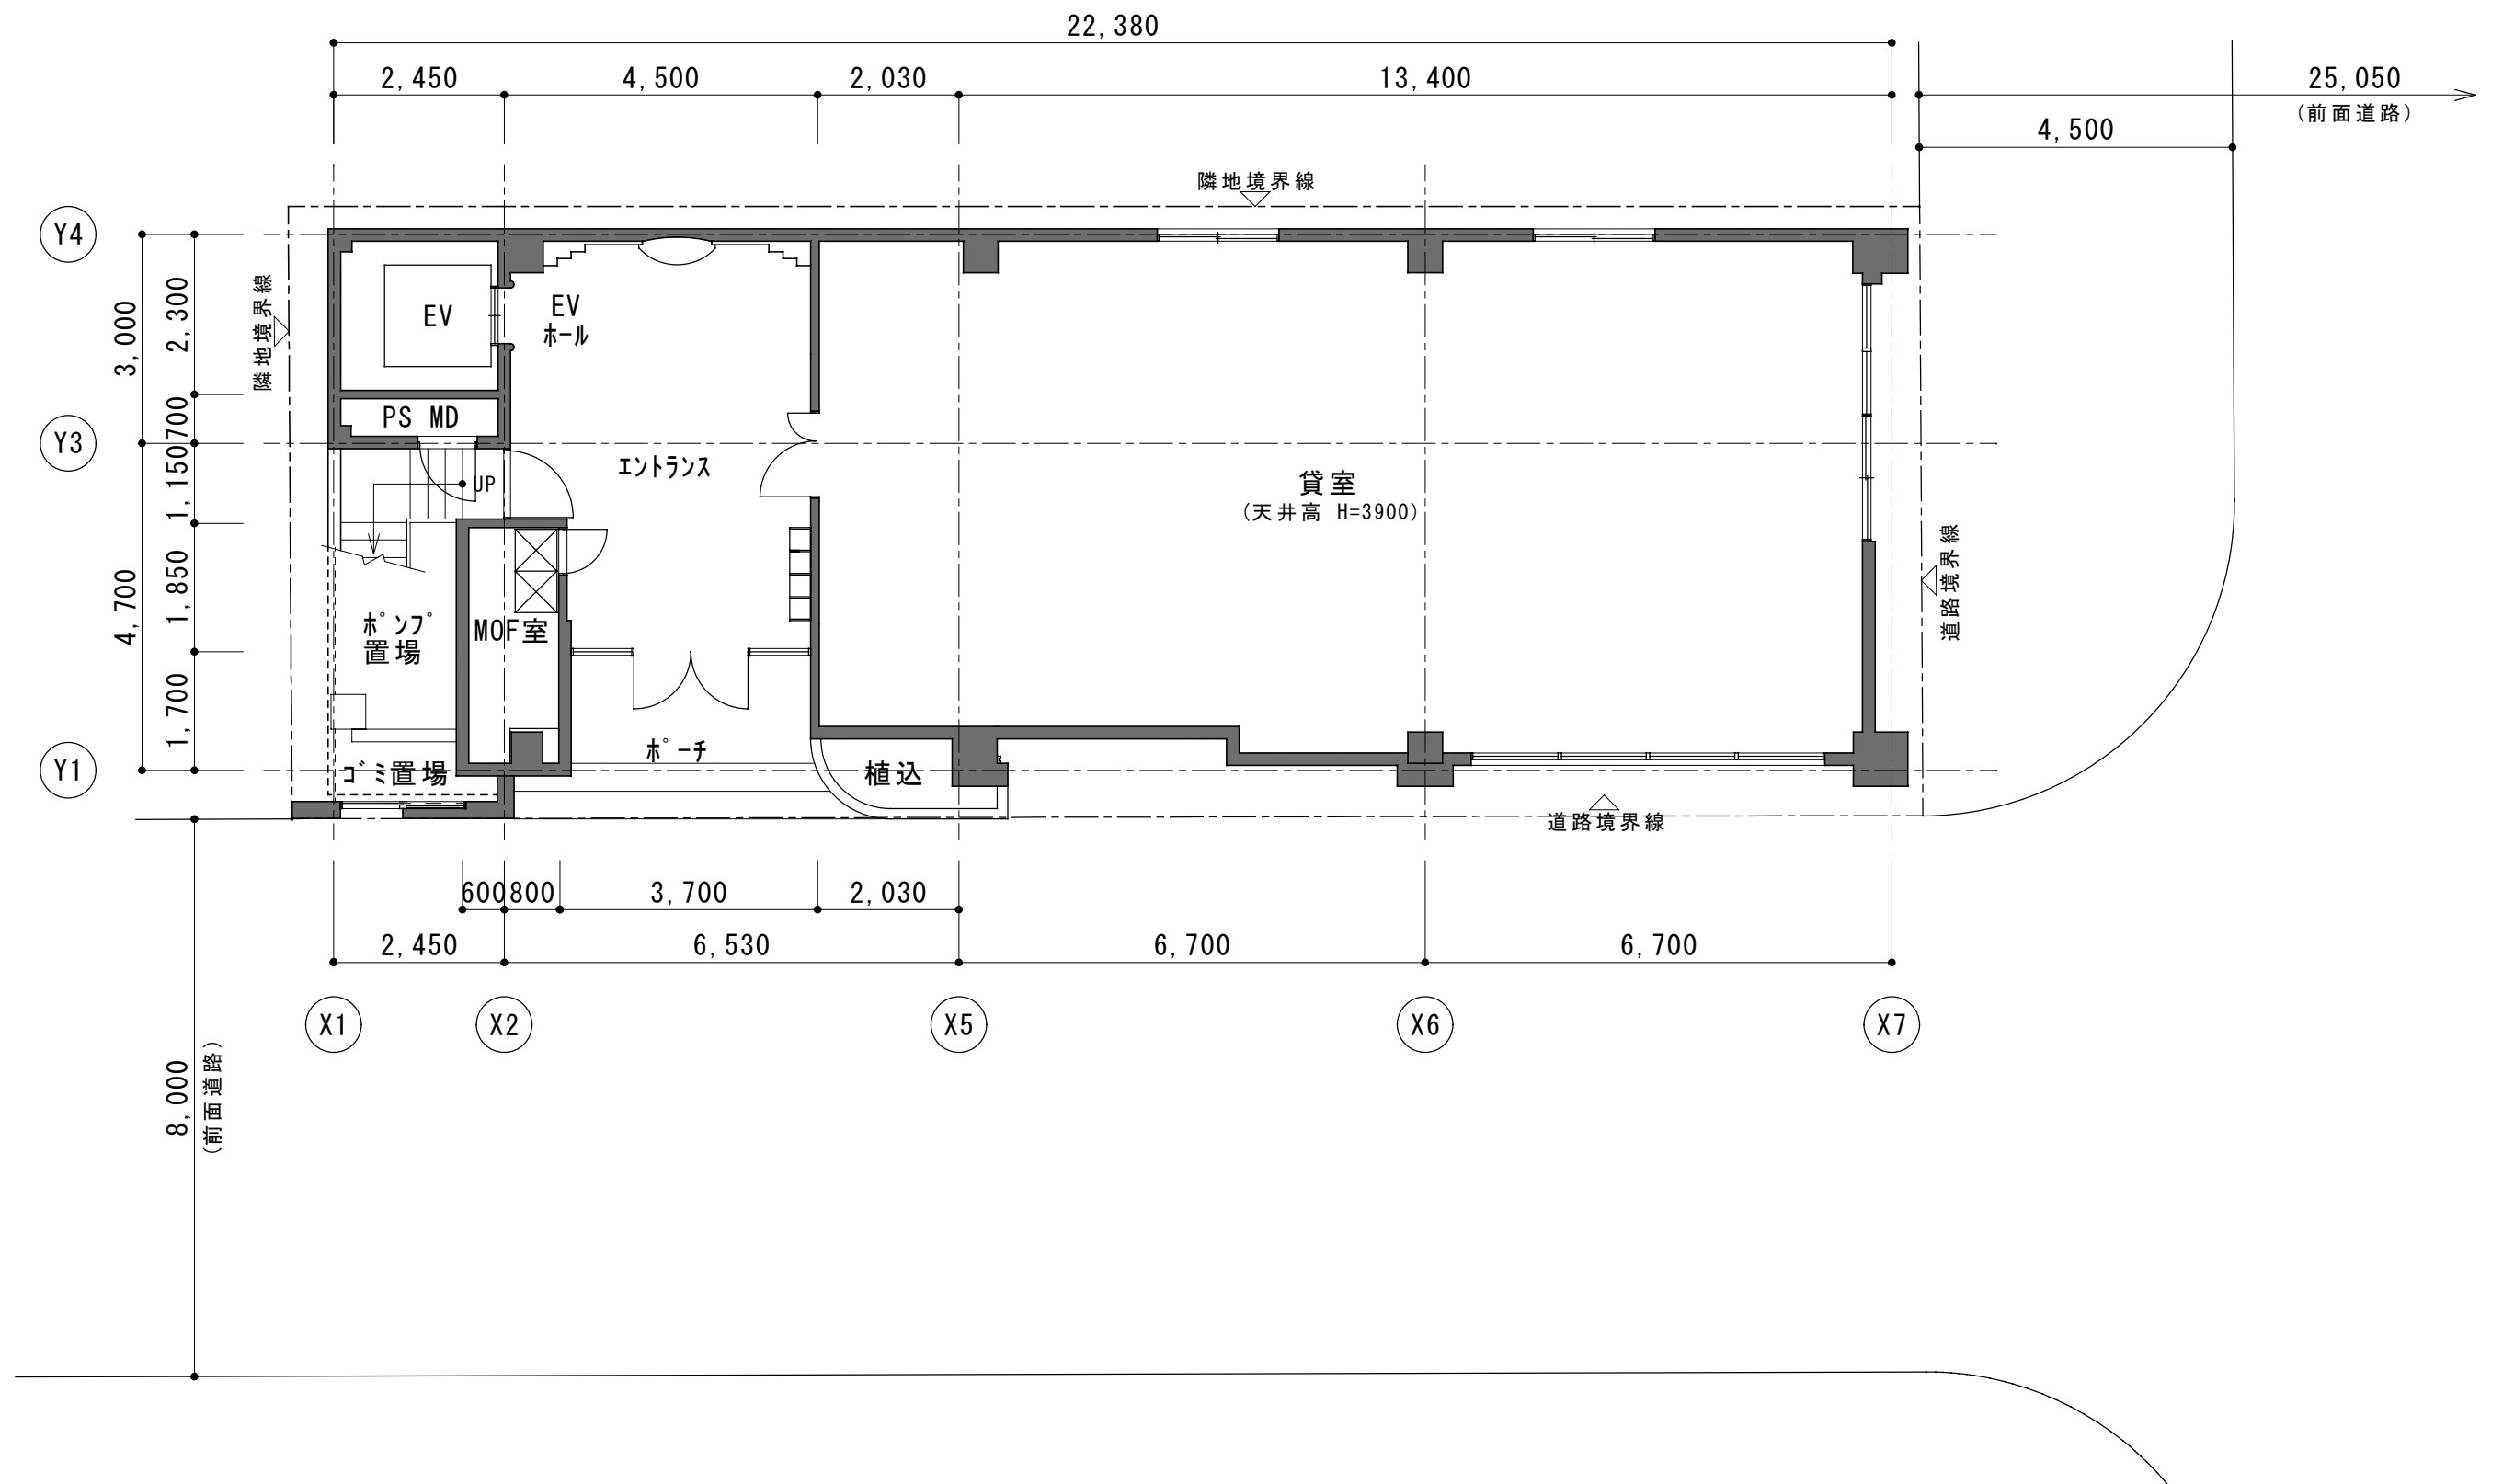 22,380
2,450
4,500
2,030
13,400
25,050
(前面道路)
4,500
隣地境界線
Y4
Y3
Y1
3,000
4,700
2,300
700
1,150
1,850
1,700
隣地境界線
EV
EV
ホール
PS MD
エントランス
UP
貸室
(天井高 H=3900)
道路境界線
ポンプ
置場
MOF室
ポーチ
ゴミ置場
植込
道路境界線
600
800
3,700
2,030
2,450
6,530
6,700
6,700
X1
X2
X5
X6
X7
8,000
(前面道路)